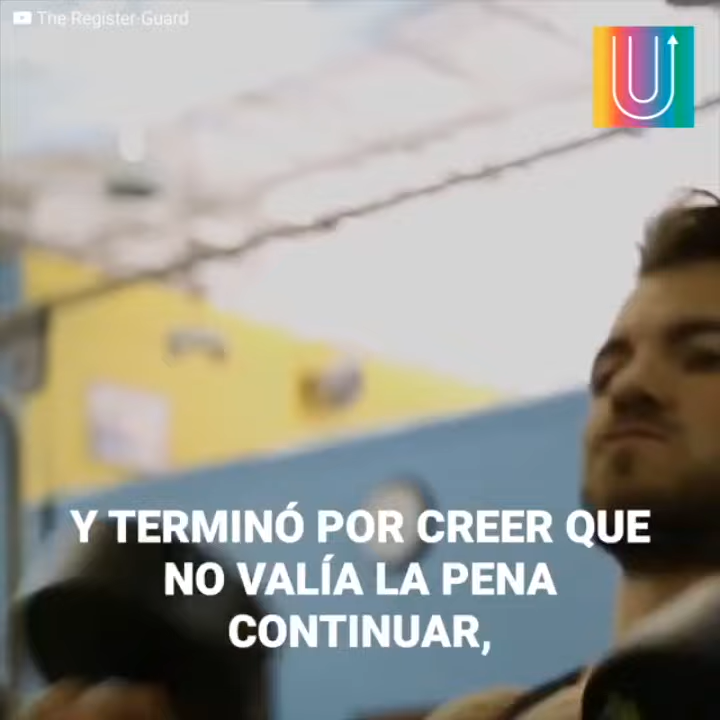 The Register-Guard
U
Y TERMINÓ POR CREER QUE
NO VALÍA LA PENA
CONTINUAR,